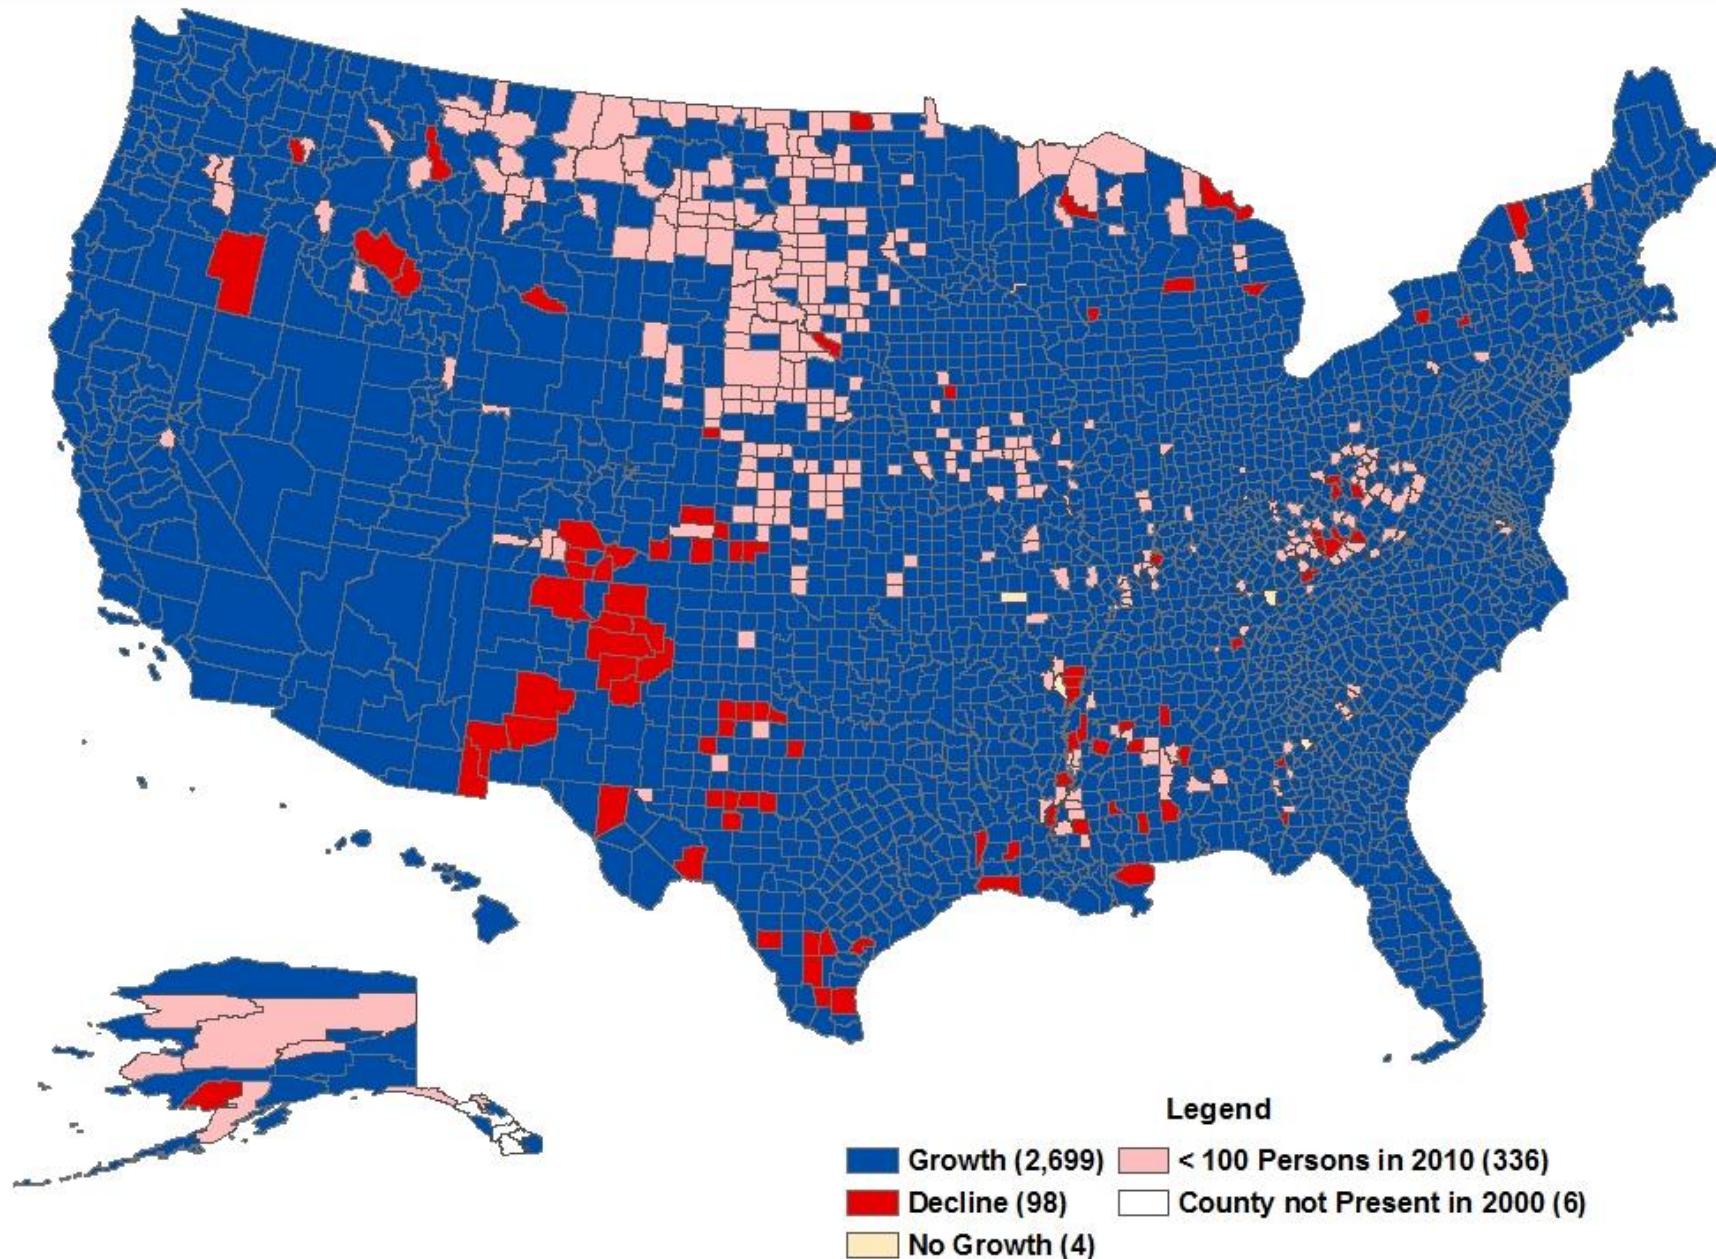 Legend
Growth (2,699)
< 100 Persons in 2010 (336)
Decline (98)
County not Present in 2000 (6)
No Growth (4)